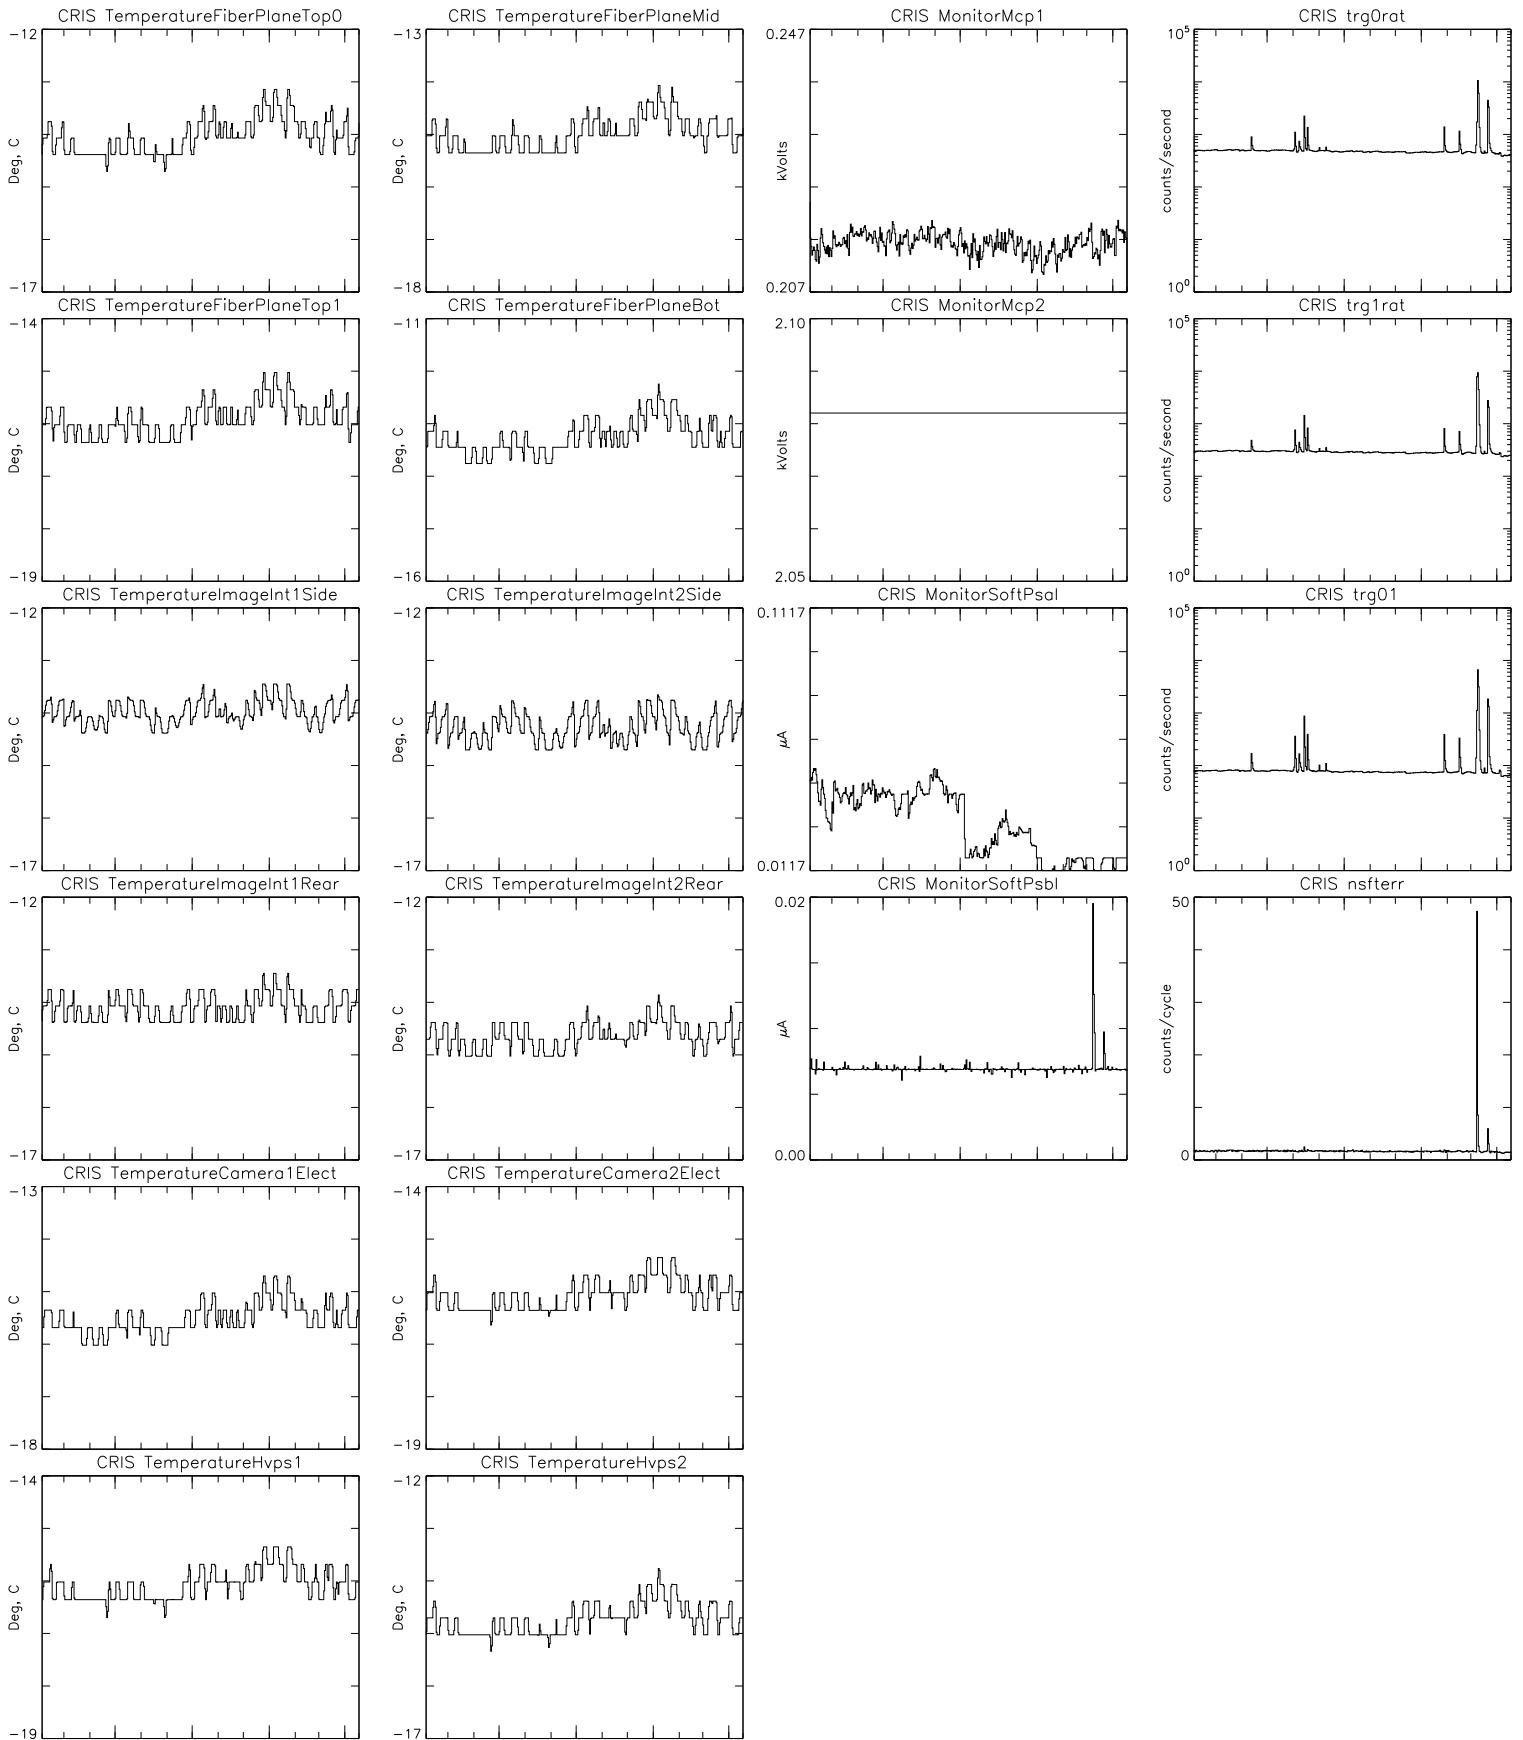 CRIS TemperatureFiberPlaneTop0
-12
Deg, C
-17
CRIS TemperatureFiberPlaneMid
-13
Deg, C
-18
CRIS MonitorMcp1
0.247
kVolts
0.207
CRIS trg0rat
10^5
counts/second
10^0
CRIS TemperatureFiberPlaneTop1
-14
Deg, C
-19
CRIS TemperatureFiberPlaneBot
-11
Deg, C
-16
CRIS MonitorMcp2
2.10
kVolts
2.05
CRIS trg1rat
10^5
counts/second
10^0
CRIS TemperatureImageInt1Side
-12
Deg, C
-17
CRIS TemperatureImageInt2Side
-12
Deg, C
-17
CRIS MonitorSoftPsaI
0.1117
μA
0.0117
CRIS trg01
10^5
counts/second
10^0
CRIS TemperatureImageInt1Rear
-12
Deg, C
-17
CRIS TemperatureImageInt2Rear
-12
Deg, C
-17
CRIS MonitorSoftPsbI
0.02
μA
0.00
CRIS nsfterr
50
counts/cycle
0
CRIS TemperatureCamera1Elect
-13
Deg, C
-18
CRIS TemperatureCamera2Elect
-14
Deg, C
-19
CRIS TemperatureHvps1
-14
Deg, C
-19
CRIS TemperatureHvps2
-12
Deg, C
-17